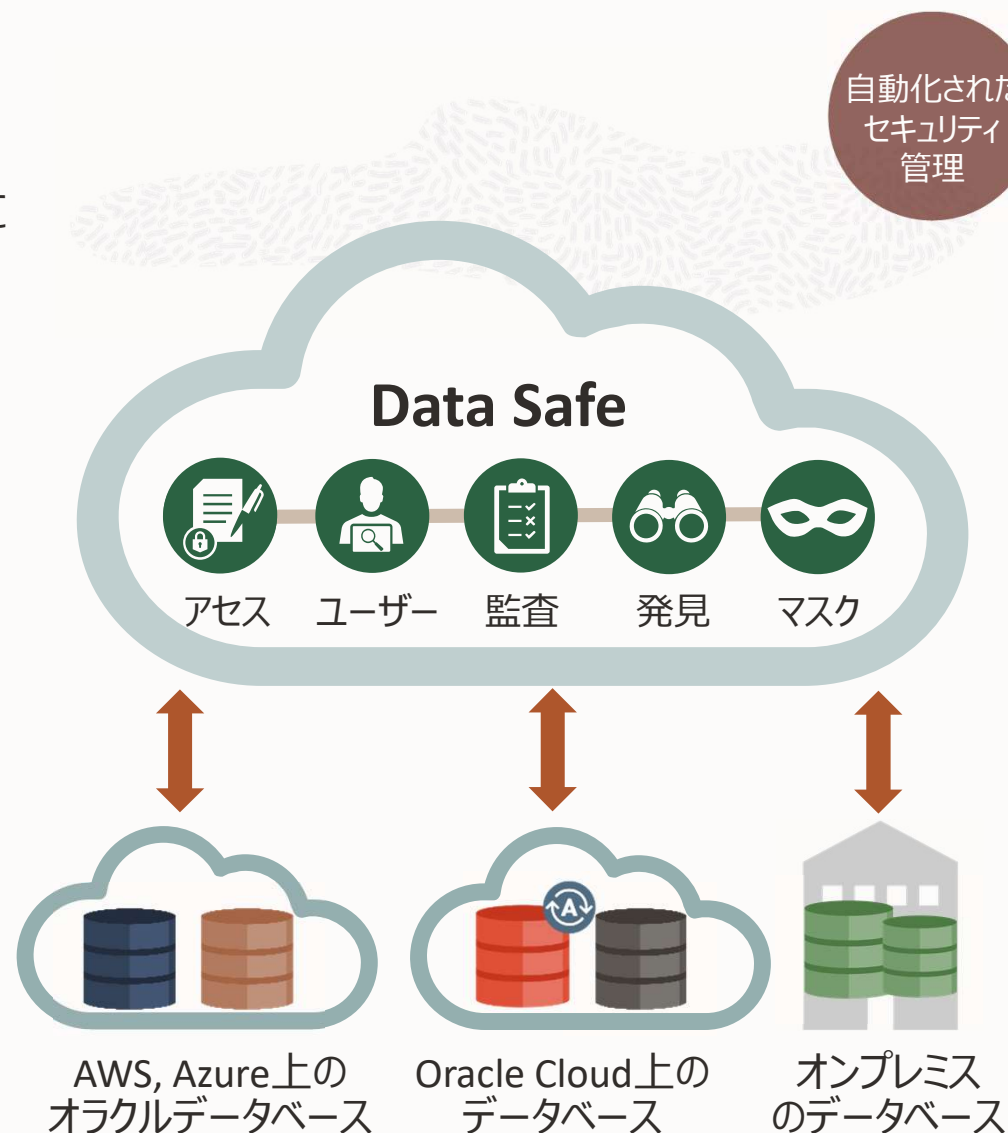 自動化された
セキュリティ
管理
Data Safe
アセス ユーザー 監査 発見 マスク
A
AWS, Azure上の
オラクルデータベース
Oracle Cloud上の
データベース
オンプレミス
のデータベース